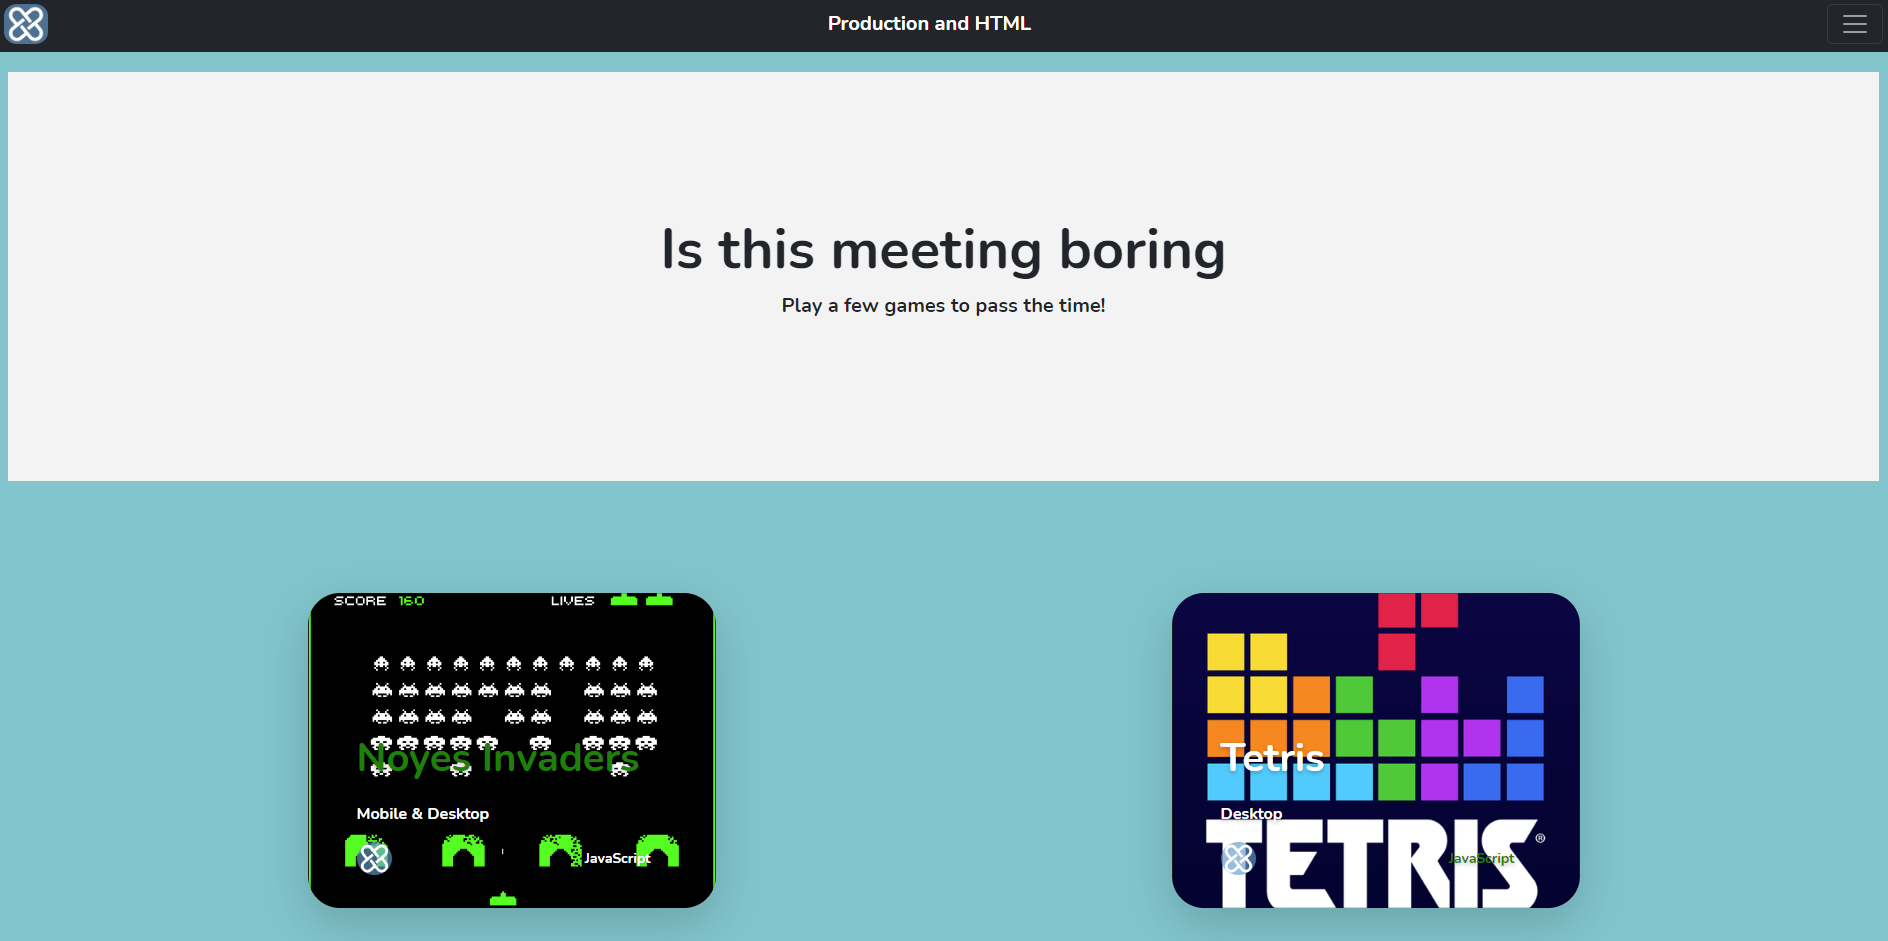 Production and HTML
Is this meeting boring
Play a few games to pass the time!
SCORE 160 LIVES
Noyes Invaders
Mobile & Desktop
JavaScript
Tetris
Desktop
TETRIS®
JavaScript